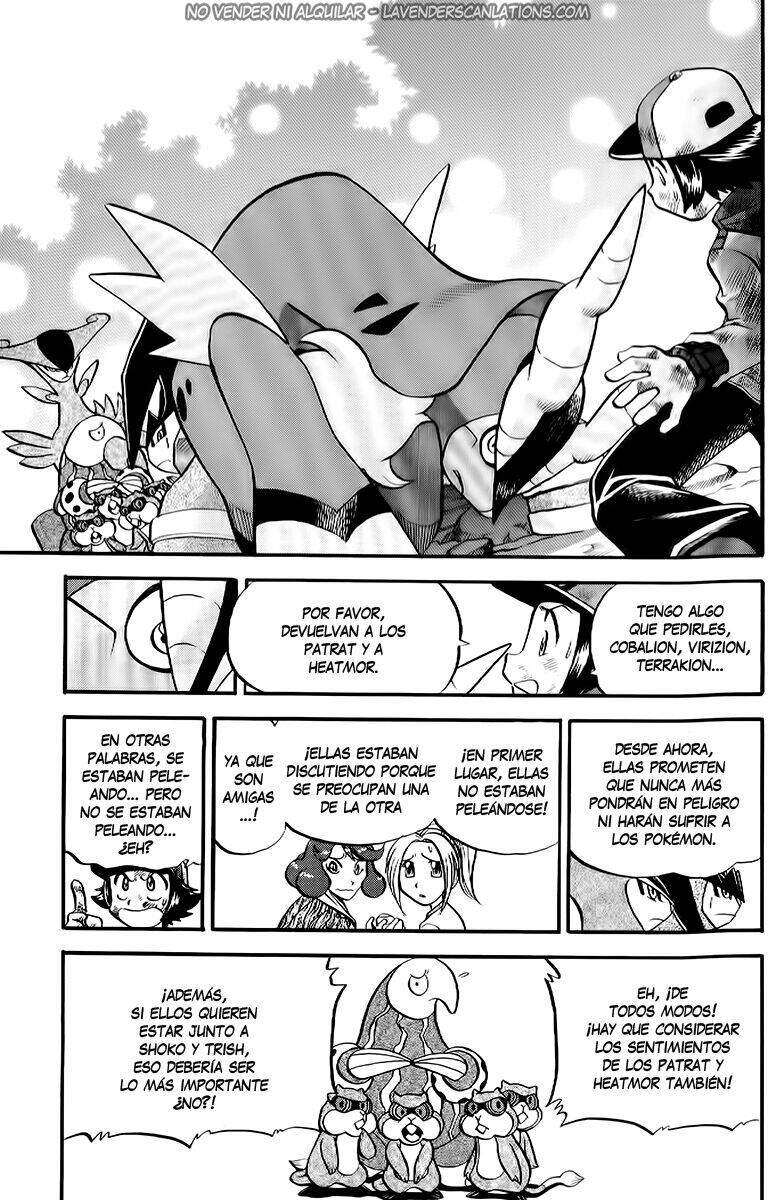 NO VENDER NI ALQUILAR - LAVENDERSCANLATIONS.COM
TENGO ALGO
QUE PEDIRLES,
COBALION, VIRIZION,
TERRAKION...
POR FAVOR,
DEVUELVAN A LOS
PATRAT Y A
HEATMOR.
DESDE AHORA,
ELLAS PROMETEN
QUE NUNCA MÁS
PONDRÁN EN PELIGRO
NI HARÁN SUFRIR A
LOS POKÉMON.
¡EN PRIMER
LUGAR, ELLAS
NO ESTABAN
PELEÁNDOSE!
¡ELLAS ESTABAN
DISCUTIENDO PORQUE
SE PREOCUPAN UNA
DE LA OTRA
YA QUE
SON
AMIGAS
...!
EN OTRAS
PALABRAS, SE
ESTABAN PELE-
ANDO... PERO
NO SE ESTABAN
PELEANDO...
¿EH?
EH, ¡DE
TODOS MODOS!
¡HAY QUE CONSIDERAR
LOS SENTIMIENTOS
DE LOS PATRAT Y
HEATMOR TAMBIÉN!
¡ADEMÁS,
SI ELLOS QUIEREN
ESTAR JUNTO A
SHOKO Y TRISH,
ESO DEBERÍA SER
LO MÁS IMPORTANTE
¿NO?!